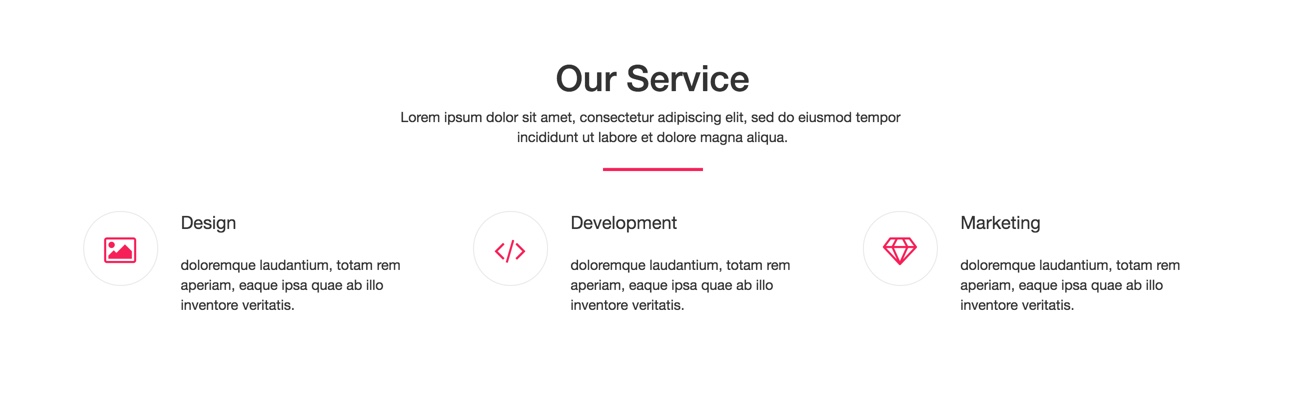 Our Service
Lorem ipsum dolor sit amet, consectetur adipiscing elit, sed do eiusmod tempor
incididunt ut labore et dolore magna aliqua.
Design
doloremque laudantium, totam rem
aperiam, eaque ipsa quae ab illo
inventore veritatis.
Development
doloremque laudantium, totam rem
aperiam, eaque ipsa quae ab illo
inventore veritatis.
Marketing
doloremque laudantium, totam rem
aperiam, eaque ipsa quae ab illo
inventore veritatis.